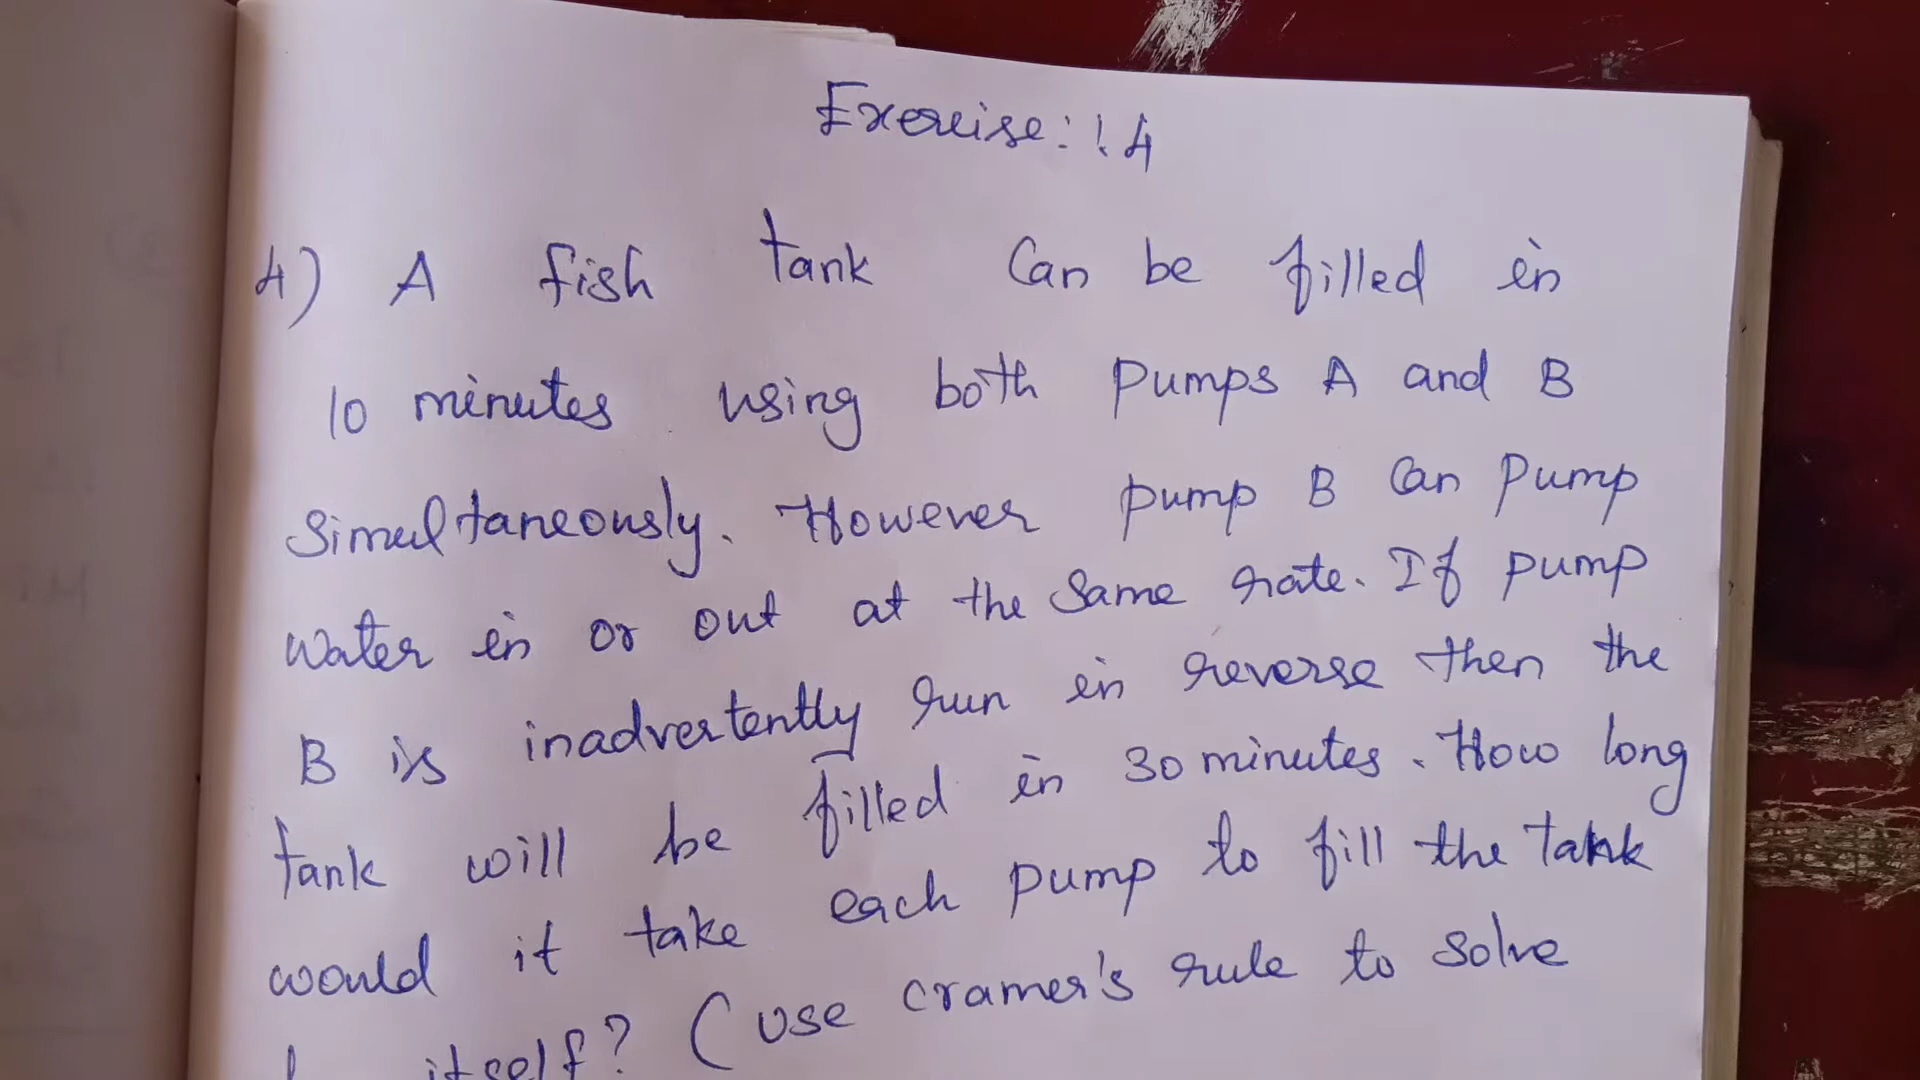 Exercise: 1.4
4) A fish tank can be filled in
10 minutes using both pumps A and B
simultaneously. However pump B can pump
water in or out at the same rate. If pump
B is inadvertently run in reverse then the
tank will be filled in 30 minutes. How long
would it take each pump to fill the tank
itself? (use cramer's rule to solve